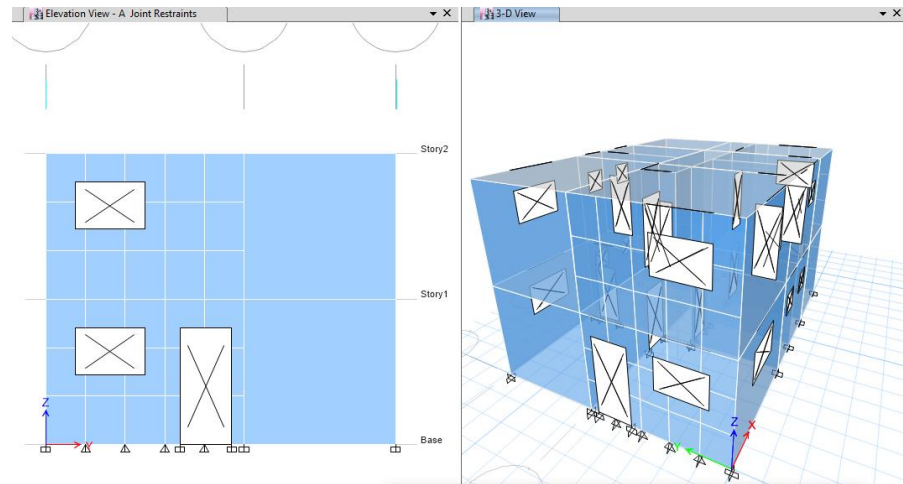 Elevation View - A  Joint Restraints
3-D View
Story2
Story1
Base
Z
Y
Z
X
Y